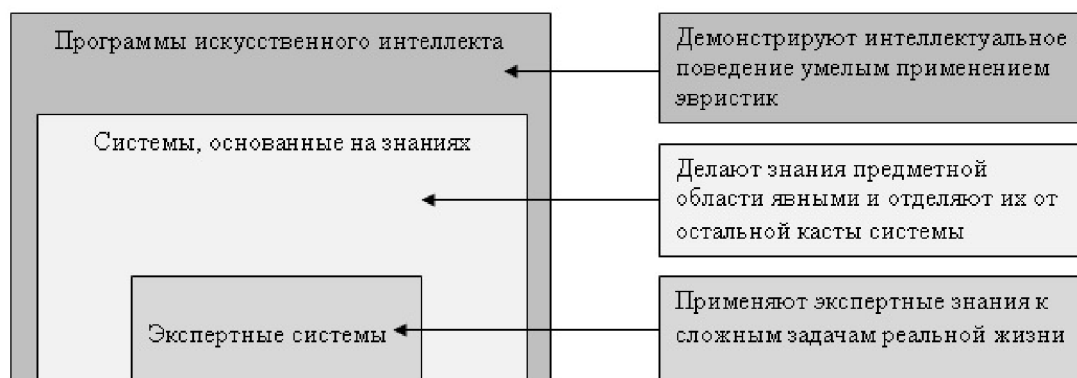 Программы искусственного интеллекта
Демонстрируют интеллектуальное
поведение умелым применением
эвристик
Системы, основанные на знаниях
Делают знания предметной
области явными и отделяют их от
остальной касты системы
Экспертные системы
Применяют экспертные знания к
сложным задачам реальной жизни